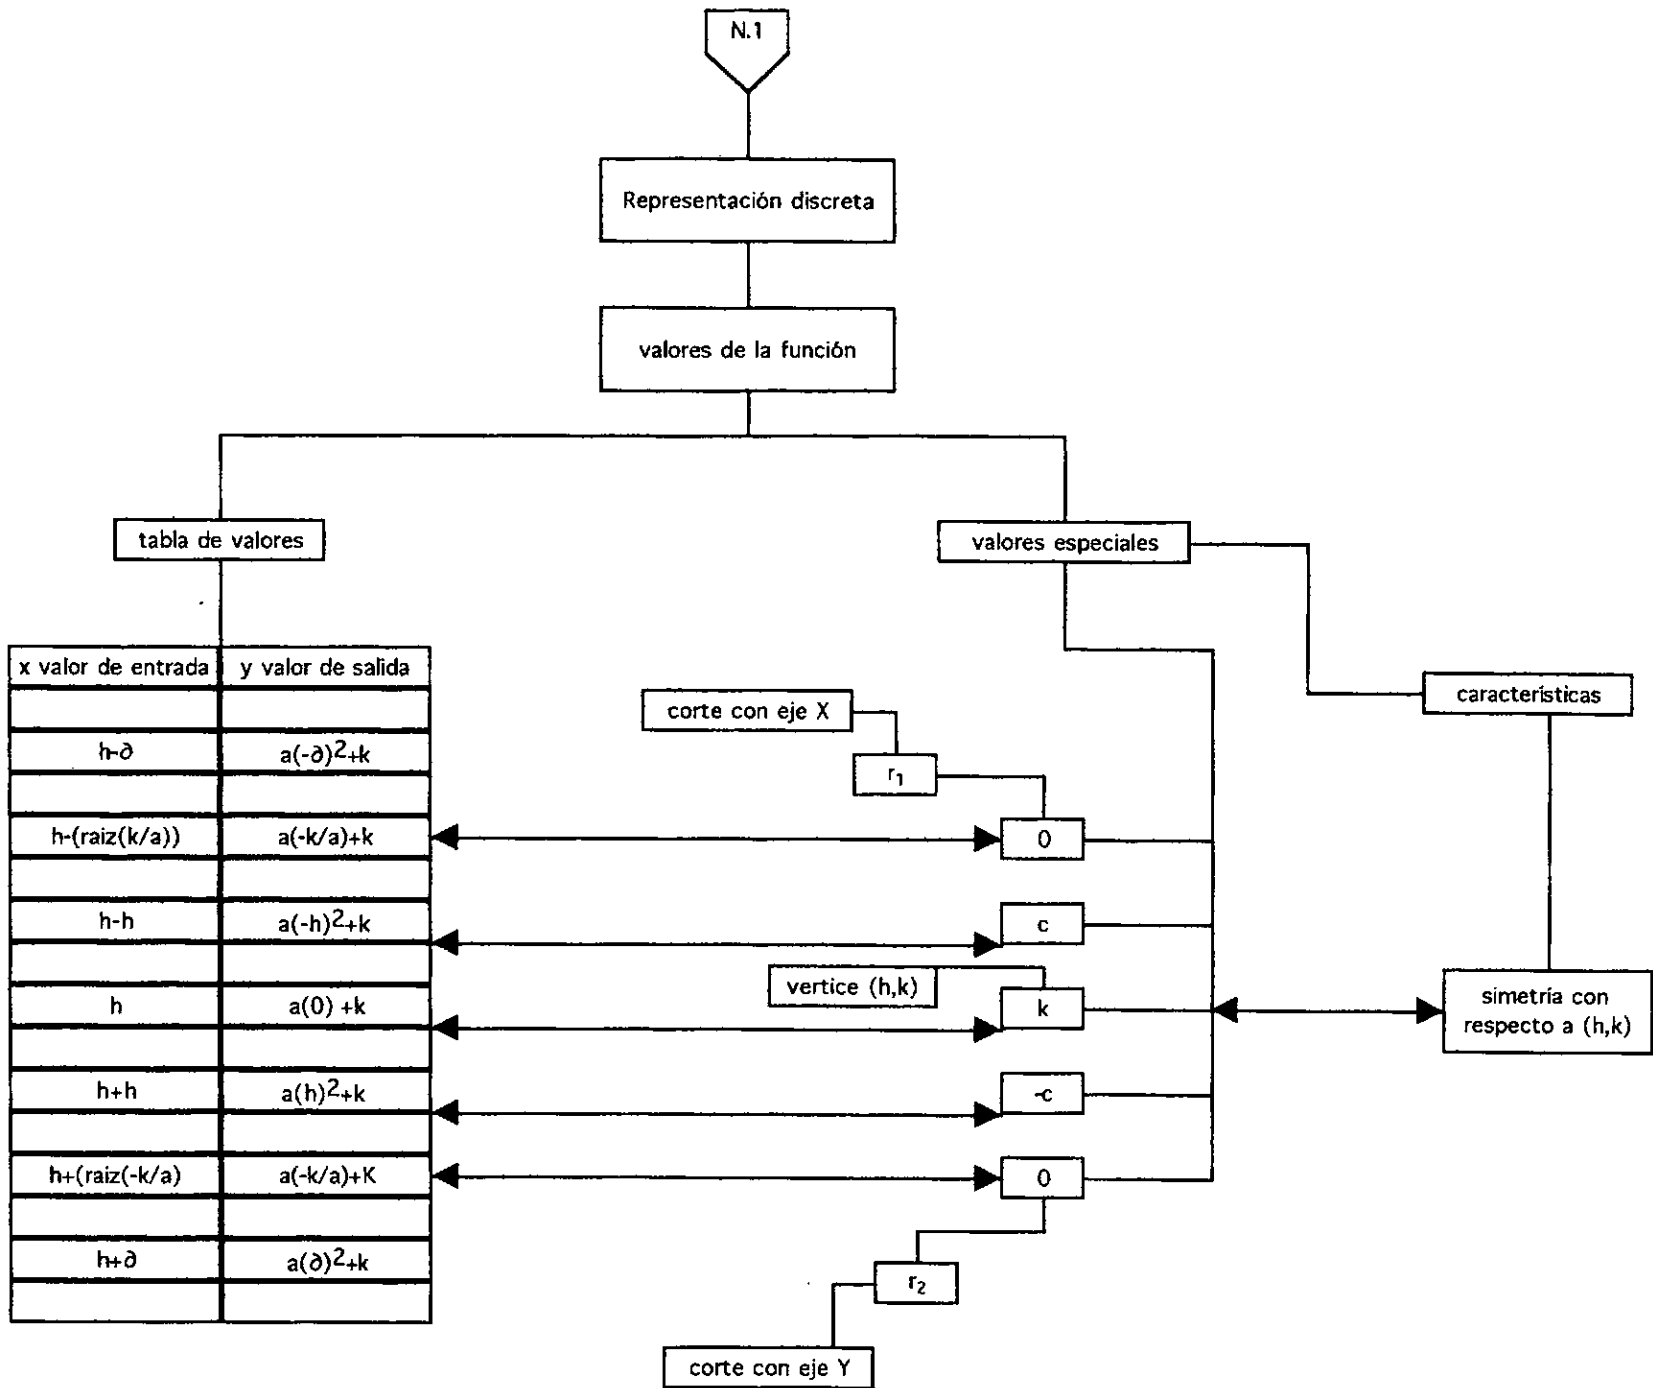 N.1
Representación discreta
valores de la función
tabla de valores
valores especiales
x valor de entrada y valor de salida
h-∂ a(-∂)²+k
h-(raiz(k/a)) a(-k/a)+k
h-h a(-h)²+k
h a(0) +k
h+h a(h)²+k
h+(raiz(-k/a) a(-k/a)+K
h+∂ a(∂)²+k
corte con eje X
r₁
0
c
vertice (h,k)
k
-c
0
r₂
corte con eje Y
características
simetría con
respecto a (h,k)